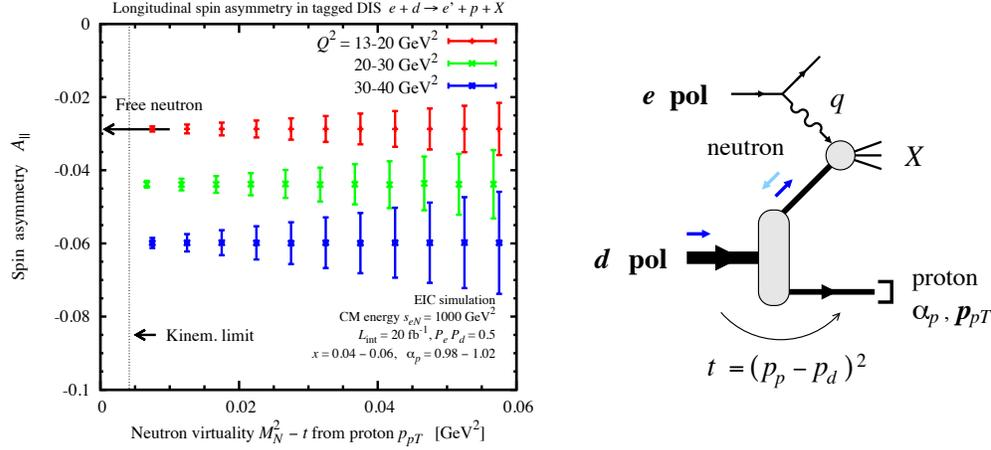 Longitudinal spin asymmetry in tagged DIS e + d → e' + p + X
Q² = 13-20 GeV²
20-30 GeV²
30-40 GeV²
Free neutron
Kinem. limit
EIC simulation
CM energy s_eN = 1000 GeV²
L_int = 20 fb⁻¹, P_e P_d = 0.5
x = 0.04 − 0.06, α_p = 0.98 − 1.02
Spin asymmetry A_||
0
-0.02
-0.04
-0.06
-0.08
-0.1
0
0.02
0.04
0.06
Neutron virtuality M_N² − t from proton p_pT [GeV²]
e pol
q
neutron
X
d pol
proton
α_p , p_pT
t = (p_p − p_d)²